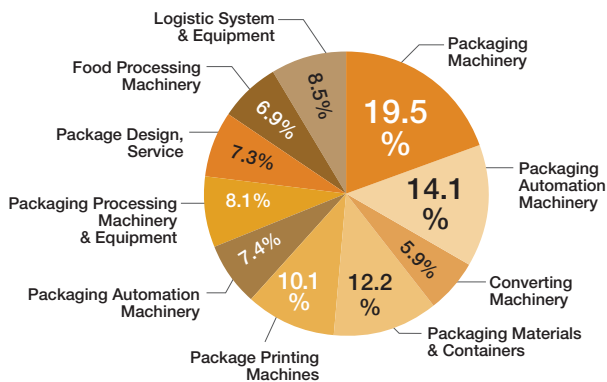 Packaging
Machinery
19.5
%
Packaging
Automation
Machinery
14.1
%
Converting
Machinery
5.9%
Packaging Materials
& Containers
12.2
%
Package Printing
Machines
10.1
%
Packaging Automation
Machinery
7.4%
Packaging Processing
Machinery
& Equipment
8.1%
Package Design,
Service
7.3%
Food Processing
Machinery
6.9%
Logistic System
& Equipment
8.5%